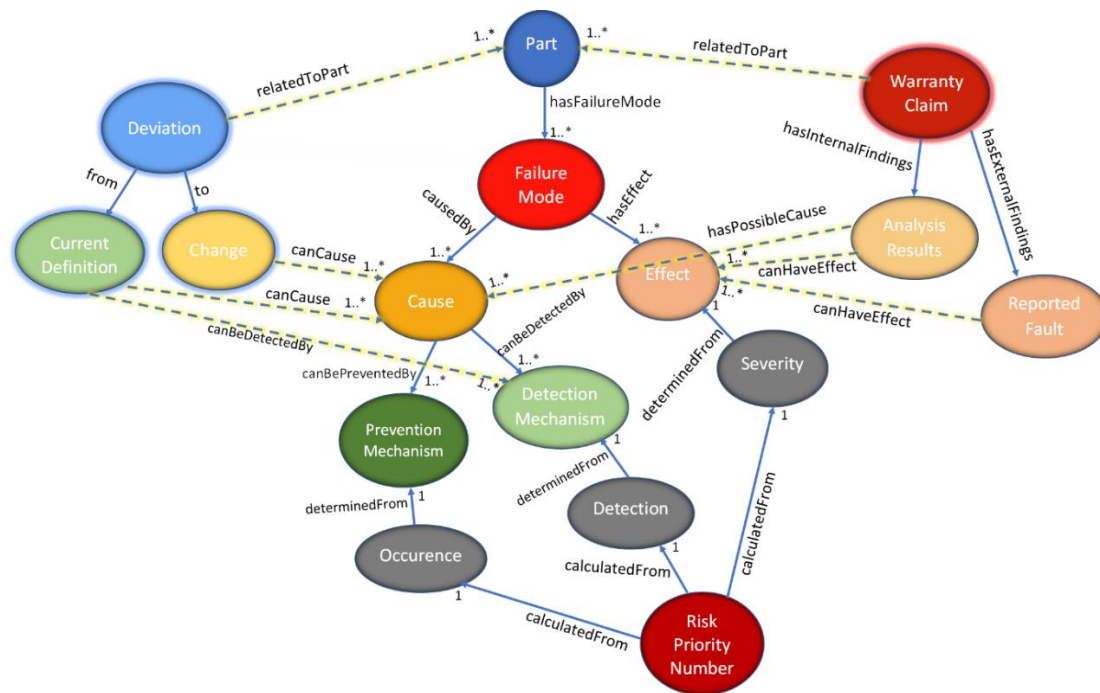 Part
1..*
1..*
relatedToPart
relatedToPart
Warranty
Claim
hasFailureMode
Deviation
1..*
hasInternalFindings
hasExternalFindings
Failure
Mode
from
to
causedBy
hasEffect
hasPossibleCause
1..*
Current
Definition
Change
Analysis
Results
canCause
1..*
1..*
Effect
1..*
canHaveEffect
1..*
canCause
1..*
Cause
1..*
canHaveEffect
Reported
Fault
1
canBeDetectedBy
canBeDetectedBy
determinedFrom
canBePreventedBy
1..*
1..*
1..*
Severity
Detection
Mechanism
1
Prevention
Mechanism
1
determinedFrom
determinedFrom
1
Detection
calculatedFrom
Occurence
1
calculatedFrom
1
calculatedFrom
Risk
Priority
Number